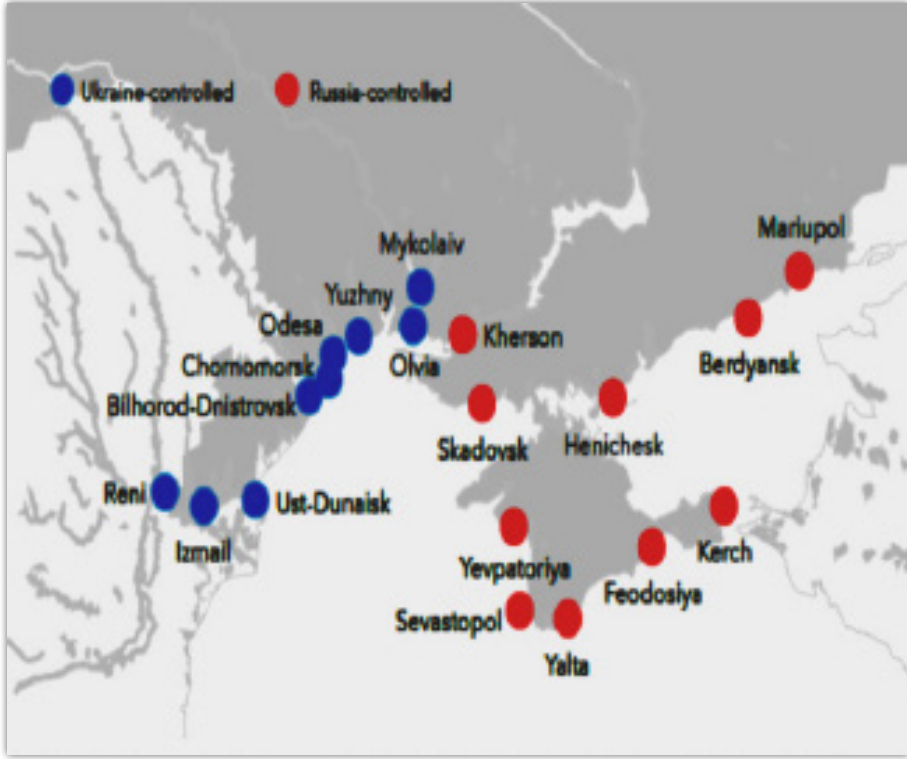 Ukraine-controlled
Russia-controlled
Mariupol
Mykolaiv
Yuzhny
Odesa
Kherson
Chornomorsk
Olvia
Berdyansk
Bilhorod-Dnistrovsk
Skadovsk
Henichesk
Reni
Ust-Dunaisk
Izmail
Yevpatoriya
Kerch
Feodosiya
Sevastopol
Yalta